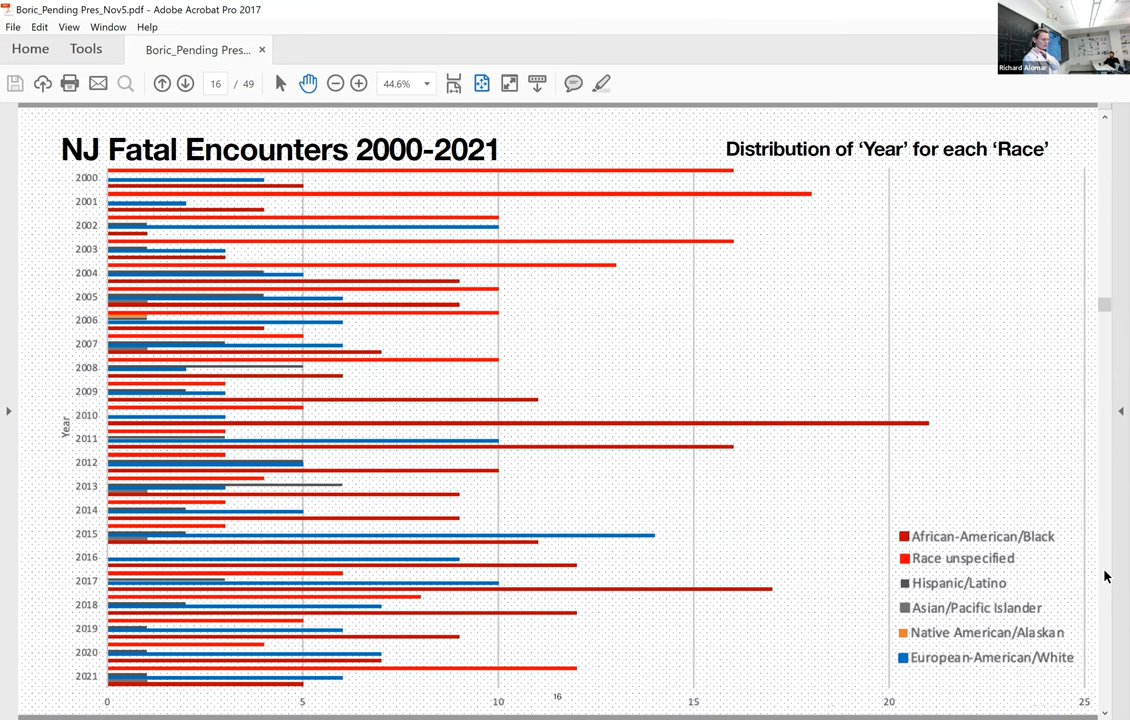 Boric_Pending Pres_Nov5.pdf - Adobe Acrobat Pro 2017
File Edit View Window Help
Home Tools Boric_Pending Pres... ×
16 / 49 44.6%
Richard Alomar
NJ Fatal Encounters 2000-2021
Distribution of ‘Year’ for each ‘Race’
Year
2000
2001
2002
2003
2004
2005
2006
2007
2008
2009
2010
2011
2012
2013
2014
2015
2016
2017
2018
2019
2020
2021
African-American/Black
Race unspecified
Hispanic/Latino
Asian/Pacific Islander
Native American/Alaskan
European-American/White
0 5 10 15 20 25
16